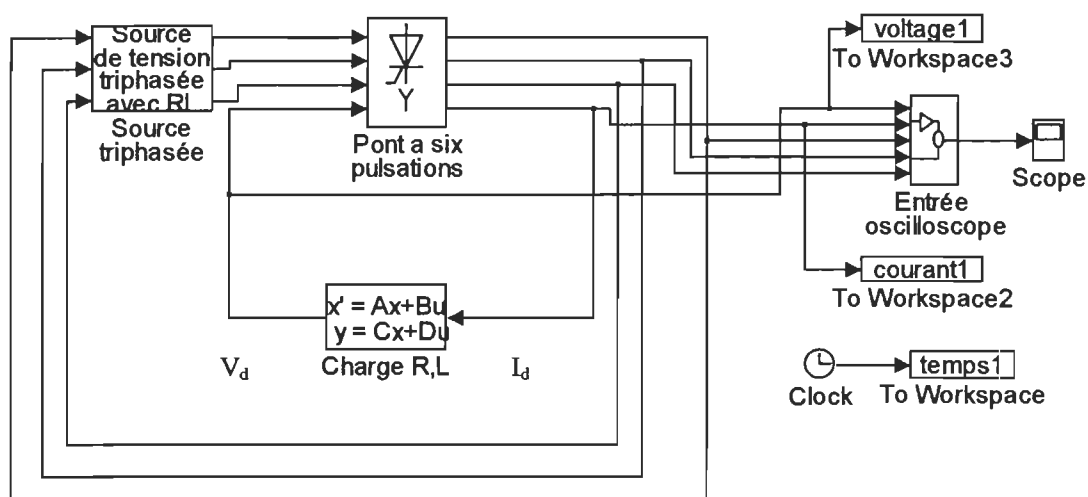 Source
de tension
triphasée
avec RL
Source
triphasée
Y
Pont a six
pulsations
voltage1
To Workspace3
Scope
Entrée
oscilloscope
courant1
To Workspace2
x' = Ax+Bu
y = Cx+Du
V_d
Charge R,L
I_d
Clock
temps1
To Workspace